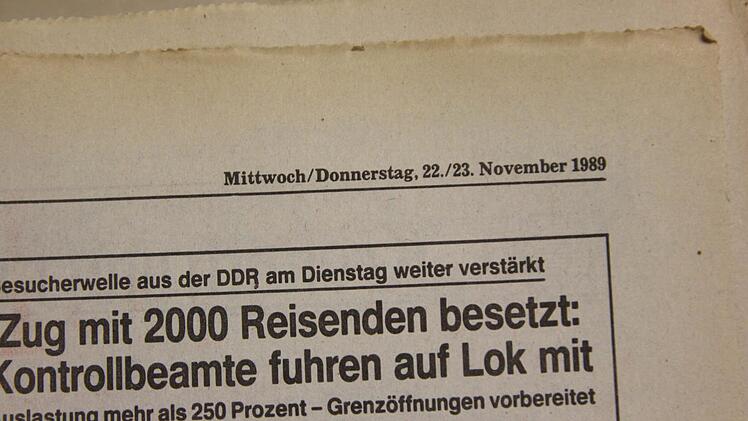 Mittwoch/Donnerstag, 22./23. November 1989
esucherwelle aus der DDR am Dienstag weiter verstärkt
Zug mit 2000 Reisenden besetzt:
Kontrollbeamte fuhren auf Lok mit
uslastung mehr als 250 Prozent – Grenzöffnungen vorbereitet